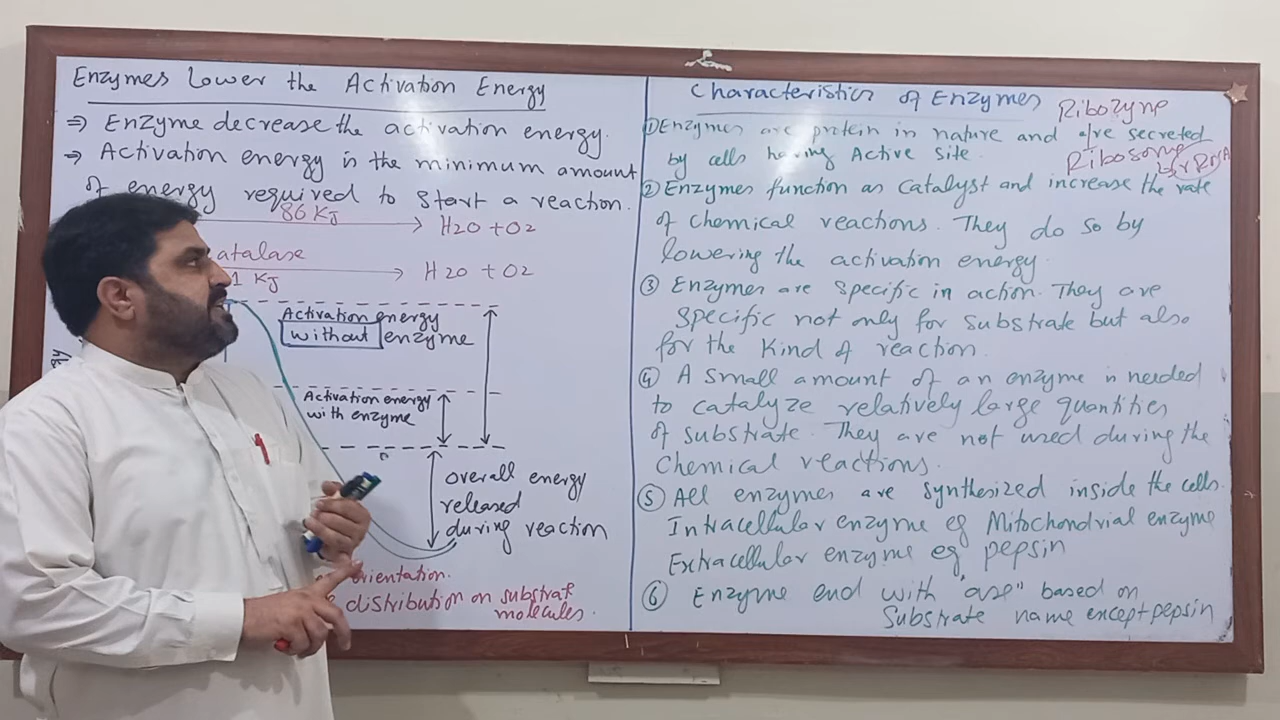 Enzymes Lower the Activation Energy
⇒ Enzyme decrease the activation energy.
⇒ Activation energy is the minimum amount
of energy required to start a reaction.
86 KJ
H2O + O2
atalase
1 KJ
H2O + O2
Activation energy
without enzyme
Activation energy
with enzyme
overall energy
released
during reaction
orientation.
distribution on substrat
molecules.
Characteristics of Enzymes
Ribozyme
① Enzymes are protein in nature and are secreted
by cells having Active site.
Ribosome
rRNA
② Enzymes function as catalyst and increase the rate
of chemical reactions. They do so by
lowering the activation energy.
③ Enzymes are specific in action. They are
specific not only for substrate but also
for the kind of reaction.
④ A small amount of an enzyme is needed
to catalyze relatively large quantities
of substrate. They are not used during the
chemical reactions.
⑤ All enzymes are synthesized inside the cells.
Intracellular enzyme eg Mitochondrial enzyme
Extracellular enzyme eg pepsin
⑥ Enzyme end with "ase" based on
Substrate name except pepsin